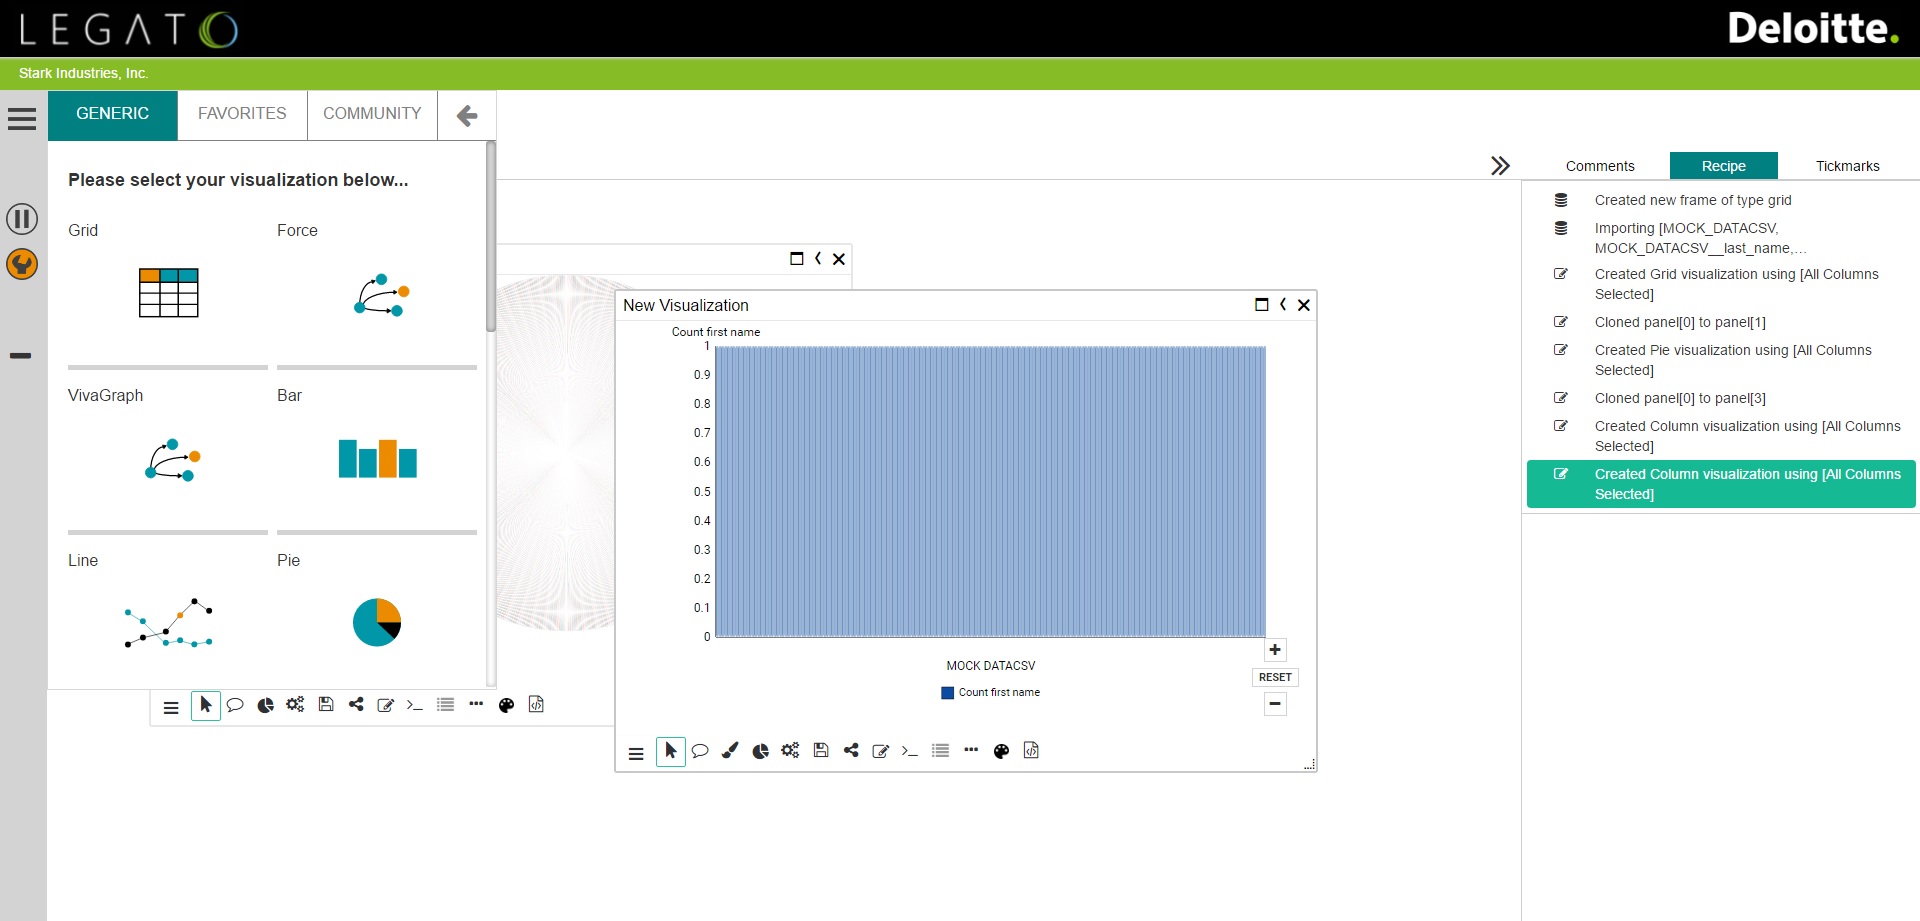 LEGATO
Deloitte.
Stark Industries, Inc.
GENERIC
FAVORITES
COMMUNITY
Please select your visualization below...
Grid
Force
VivaGraph
Bar
Line
Pie
New Visualization
Count first name
1
0.9
0.8
0.7
0.6
0.5
0.4
0.3
0.2
0.1
0
MOCK DATACSV
Count first name
+
RESET
−
Comments
Recipe
Tickmarks
Created new frame of type grid
Importing [MOCK_DATACSV,
MOCK_DATACSV__last_name,...
Created Grid visualization using [All Columns
Selected]
Cloned panel[0] to panel[1]
Created Pie visualization using [All Columns
Selected]
Cloned panel[0] to panel[3]
Created Column visualization using [All Columns
Selected]
Created Column visualization using [All Columns
Selected]